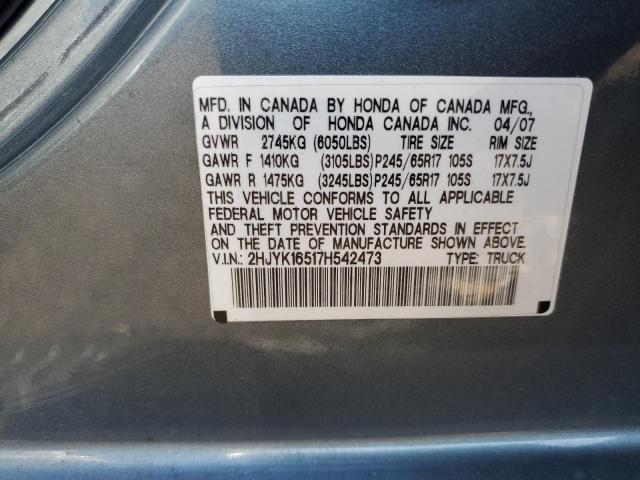 MFD. IN CANADA BY HONDA OF CANADA MFG.,
A DIVISION OF HONDA CANADA INC. 04/07
GVWR 2745KG (6050LBS) TIRE SIZE RIM SIZE
GAWR F 1410KG (3105LBS)P245/65R17 105S 17X7.5J
GAWR R 1475KG (3245LBS)P245/65R17 105S 17X7.5J
THIS VEHICLE CONFORMS TO ALL APPLICABLE
FEDERAL MOTOR VEHICLE SAFETY
AND THEFT PREVENTION STANDARDS IN EFFECT
ON THE DATE OF MANUFACTURE SHOWN ABOVE.
V.I.N.: 2HJYK16517H542473 TYPE: TRUCK